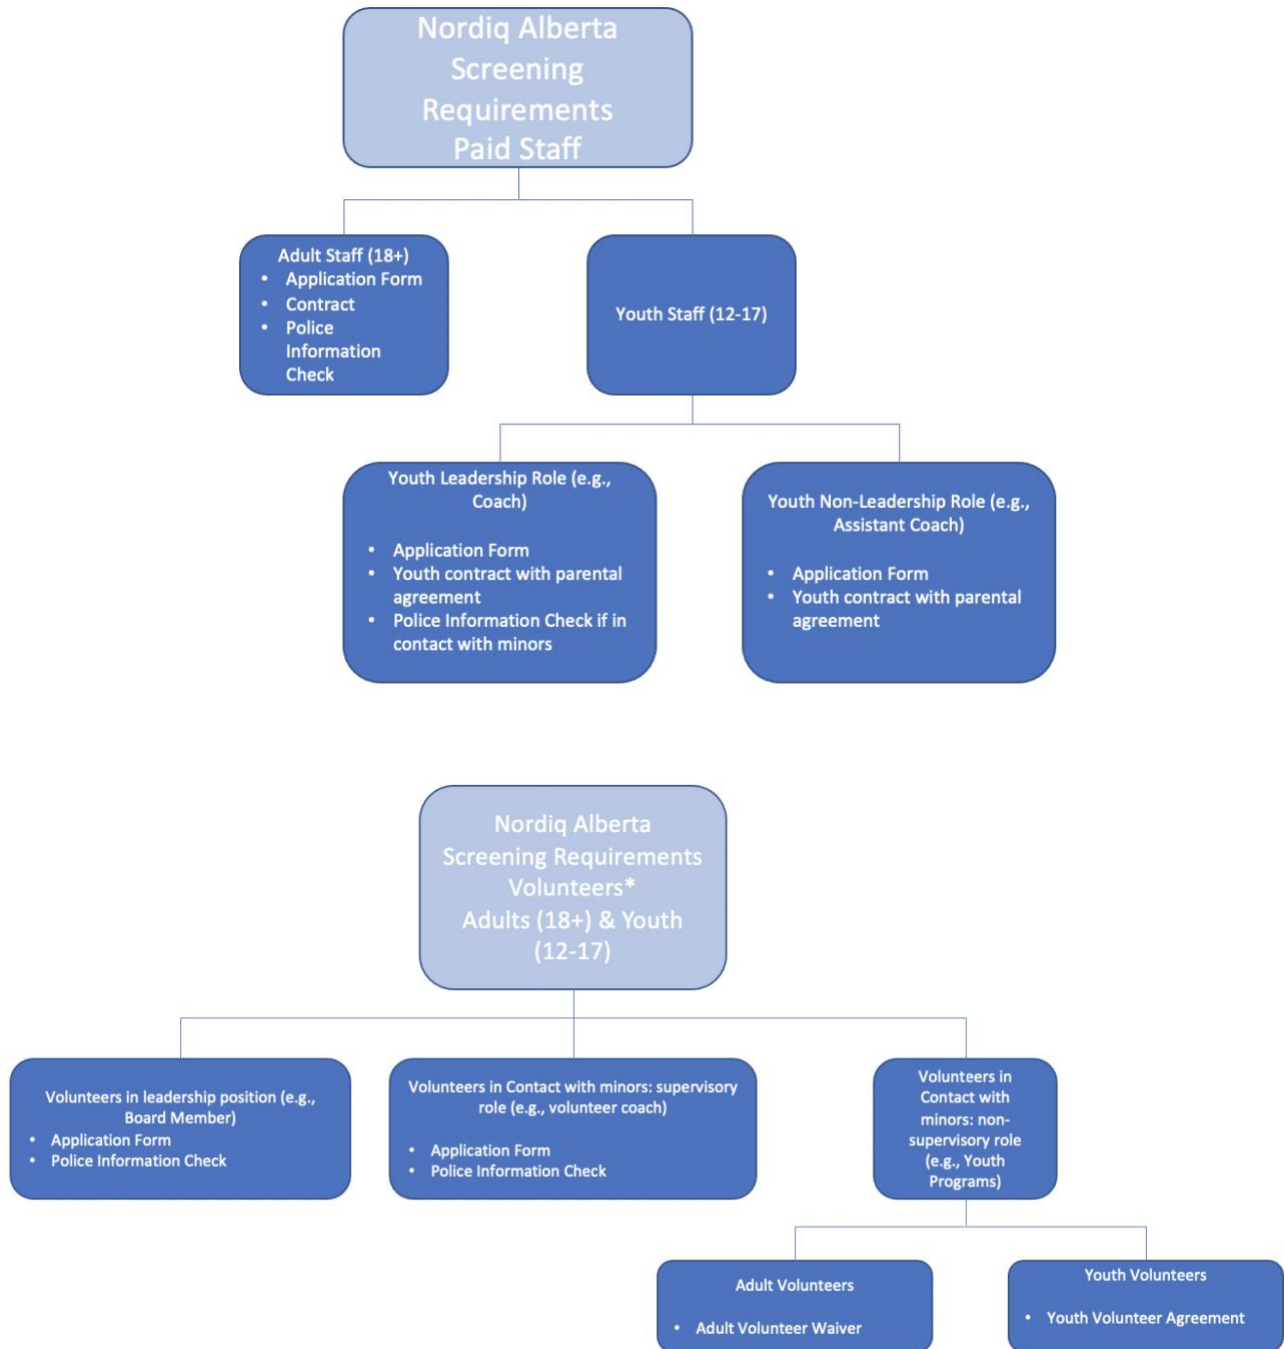 Nordiq Alberta
Screening
Requirements
Paid Staff
Adult Staff (18+)
• Application Form
• Contract
• Police
Information
Check
Youth Staff (12-17)
Youth Leadership Role (e.g.,
Coach)
• Application Form
• Youth contract with parental
agreement
• Police Information Check if in
contact with minors
Youth Non-Leadership Role (e.g.,
Assistant Coach)
• Application Form
• Youth contract with parental
agreement
Nordiq Alberta
Screening Requirements
Volunteers*
Adults (18+) & Youth
(12-17)
Volunteers in leadership position (e.g.,
Board Member)
• Application Form
• Police Information Check
Volunteers in Contact with minors: supervisory
role (e.g., volunteer coach)
• Application Form
• Police Information Check
Volunteers in
Contact with
minors: non-
supervisory role
(e.g., Youth
Programs)
Adult Volunteers
• Adult Volunteer Waiver
Youth Volunteers
• Youth Volunteer Agreement